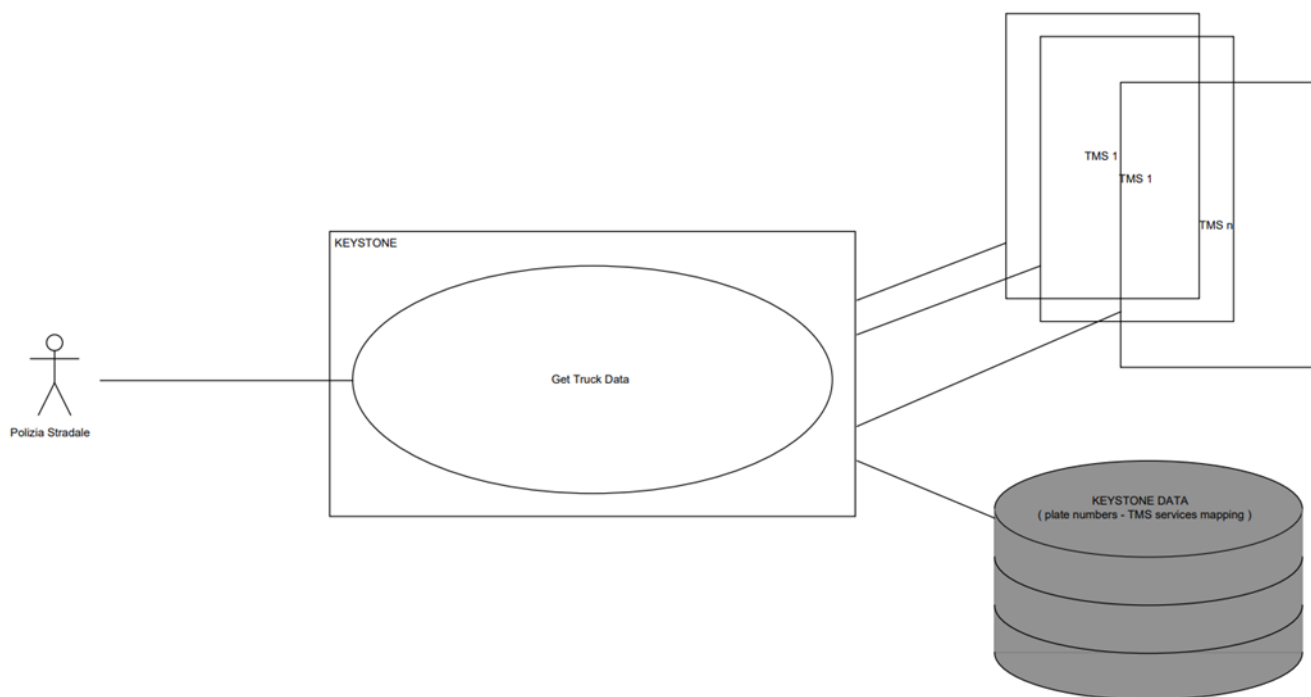 TMS 1
TMS 1
TMS n
KEYSTONE
Get Truck Data
Polizia Stradale
KEYSTONE DATA
( plate numbers - TMS services mapping )